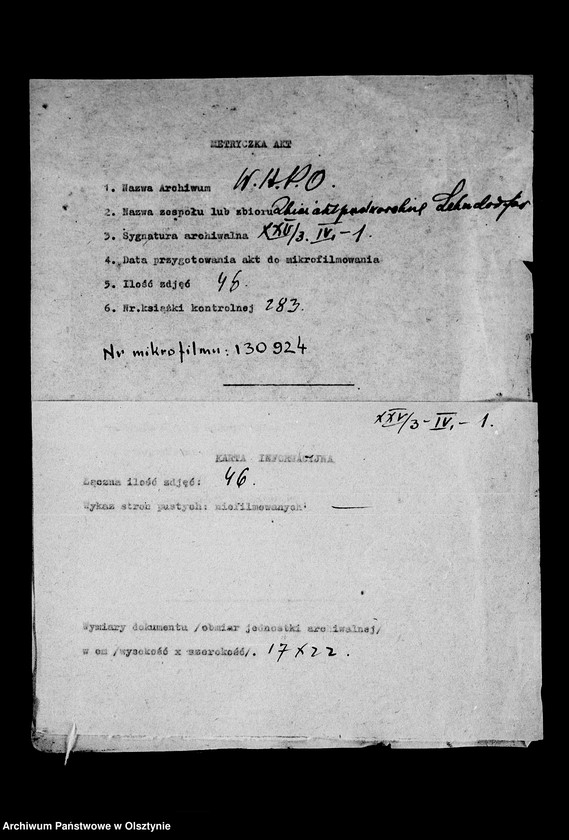 METRYCZKA AKT
1. Nazwa Archiwum W.A.P.O.
2. Nazwa zespołu lub zbioru
3. Sygnatura archiwalna XXV/3. IV, - 1.
4. Data przygotowania akt do mikrofilmowania
5. Ilość zdjęć 46.
6. Nr.książki kontrolnej 283.
Nr mikrofilmu: 130924
XXV/3 - IV, - 1.
KARTA INFORMACYJNA
Łączna ilość zdjęć: 46.
Wykaz stron pustych: niefilmowanych
Wymiary dokumentu /obmiar jednostki archiwalnej/
w cm /wysokość x szerokość/. 17 x 22.
Archiwum Państwowe w Olsztynie